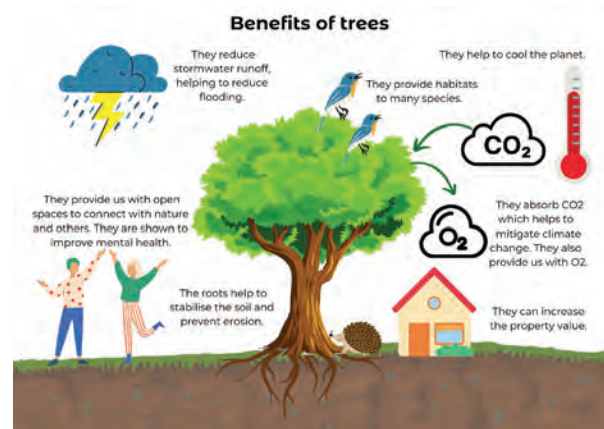 Benefits of trees
They reduce
stormwater runoff,
helping to reduce
flooding.
They help to cool the planet.
They provide habitats
to many species.
CO₂
They provide us with open
spaces to connect with nature
and others. They are shown to
improve mental health.
O₂
They absorb CO2
which helps to
mitigate climate
change. They also
provide us with O2.
The roots help to
stabilise the soil and
prevent erosion.
They can increase
the property value.